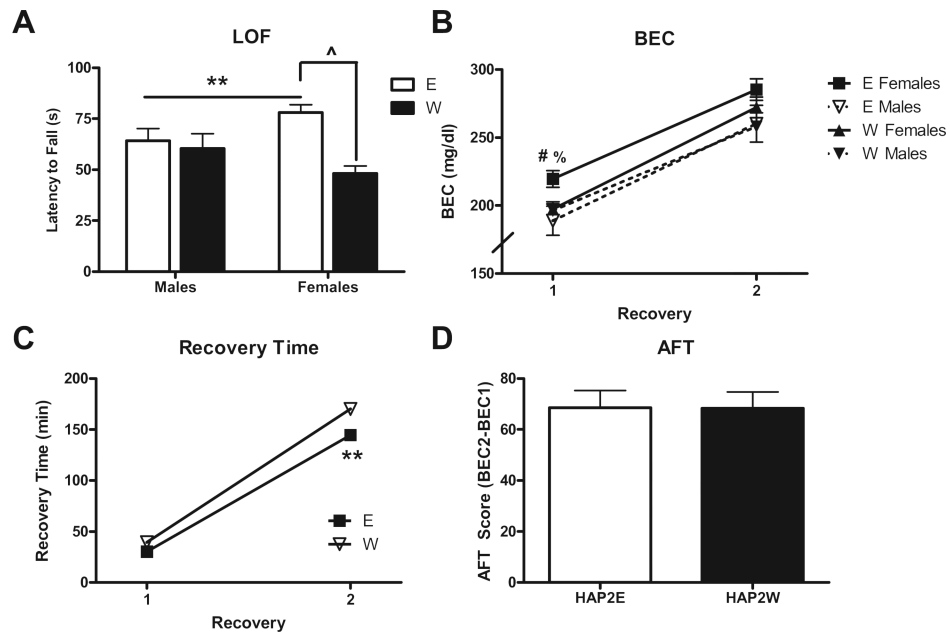 A
LOF
Latency to Fall (s)
100
75
50
25
0
**
^
E
W
Males
Females
B
BEC
BEC (mg/dl)
300
250
200
150
# %
1
2
Recovery
E Females
E Males
W Females
W Males
C
Recovery Time
Recovery Time (min)
200
150
100
50
0
**
E
W
1
2
Recovery
D
AFT
AFT Score (BEC2-BEC1)
80
60
40
20
0
HAP2E
HAP2W